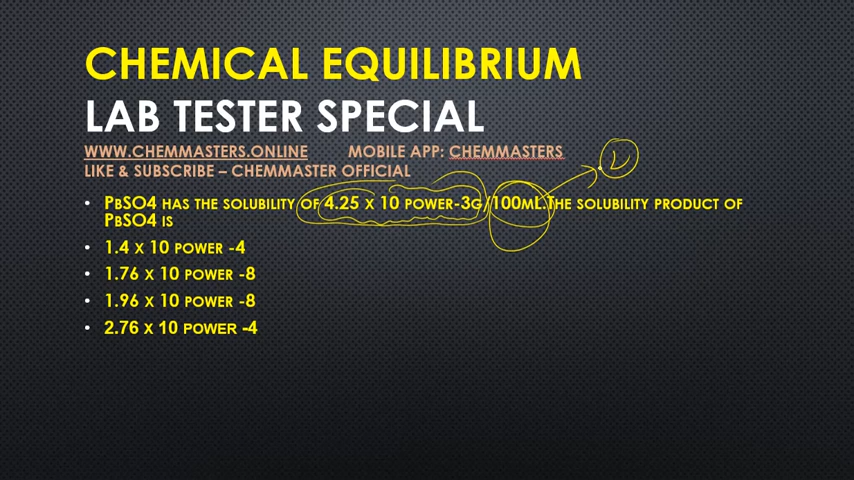 CHEMICAL EQUILIBRIUM
LAB TESTER SPECIAL
WWW.CHEMMASTERS.ONLINE MOBILE APP: CHEMMASTERS
LIKE & SUBSCRIBE – CHEMMASTER OFFICIAL
• PBSO4 HAS THE SOLUBILITY OF 4.25 X 10 POWER-3G/100ML.THE SOLUBILITY PRODUCT OF
PBSO4 IS
• 1.4 X 10 POWER -4
• 1.76 X 10 POWER -8
• 1.96 X 10 POWER -8
• 2.76 X 10 POWER -4